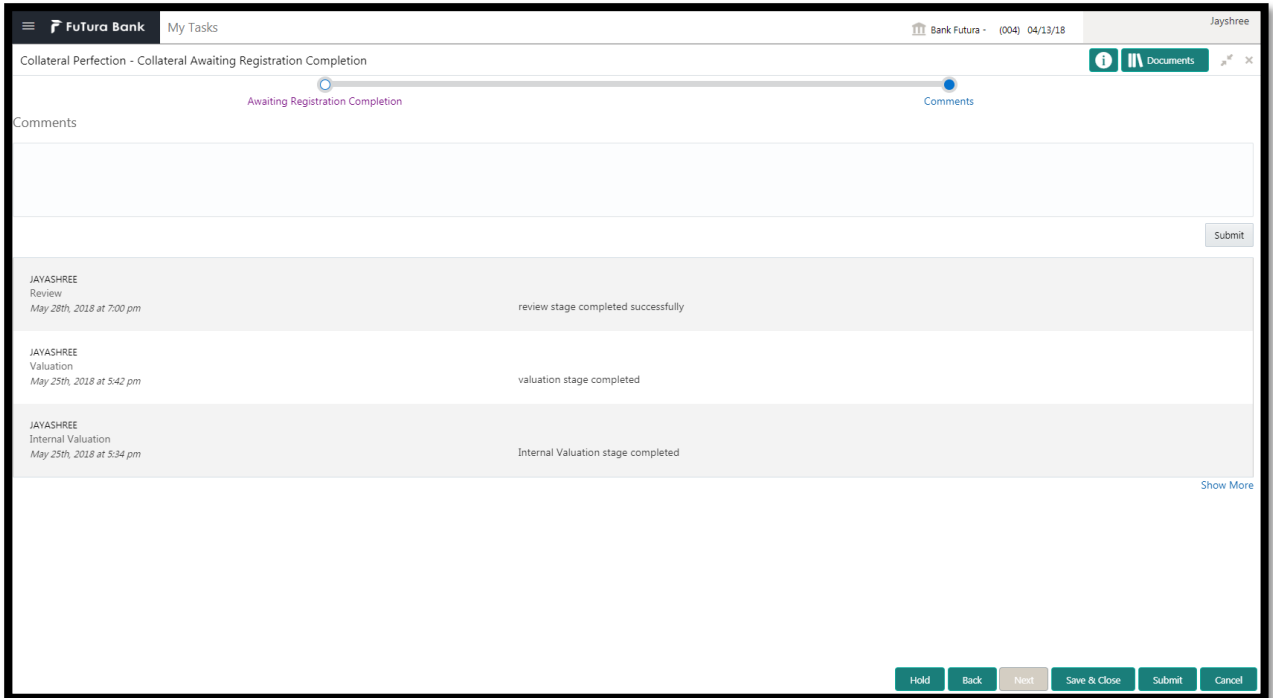 FuTura Bank
My Tasks
Bank Futura - (004) 04/13/18
Jayshree
Collateral Perfection - Collateral Awaiting Registration Completion
i
Documents
Awaiting Registration Completion
Comments
Comments
Submit
JAYASHREE
Review
May 28th, 2018 at 7:00 pm
review stage completed successfully
JAYASHREE
Valuation
May 25th, 2018 at 5:42 pm
valuation stage completed
JAYASHREE
Internal Valuation
May 25th, 2018 at 5:34 pm
Internal Valuation stage completed
Show More
Hold
Back
Next
Save & Close
Submit
Cancel